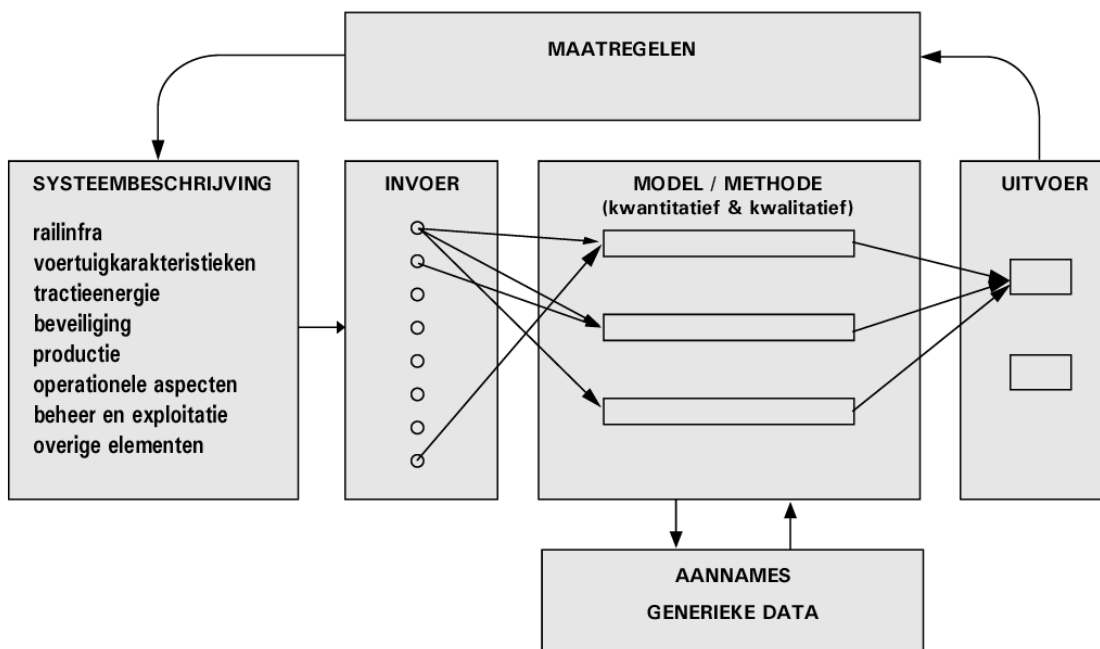 MAATREGELEN
SYSTEEMBESCHRIJVING
railinfra
voertuigkarakteristieken
tractieenergie
beveiliging
productie
operationele aspecten
beheer en exploitatie
overige elementen
INVOER
MODEL / METHODE
(kwantitatief & kwalitatief)
UITVOER
AANNAMES
GENERIEKE DATA